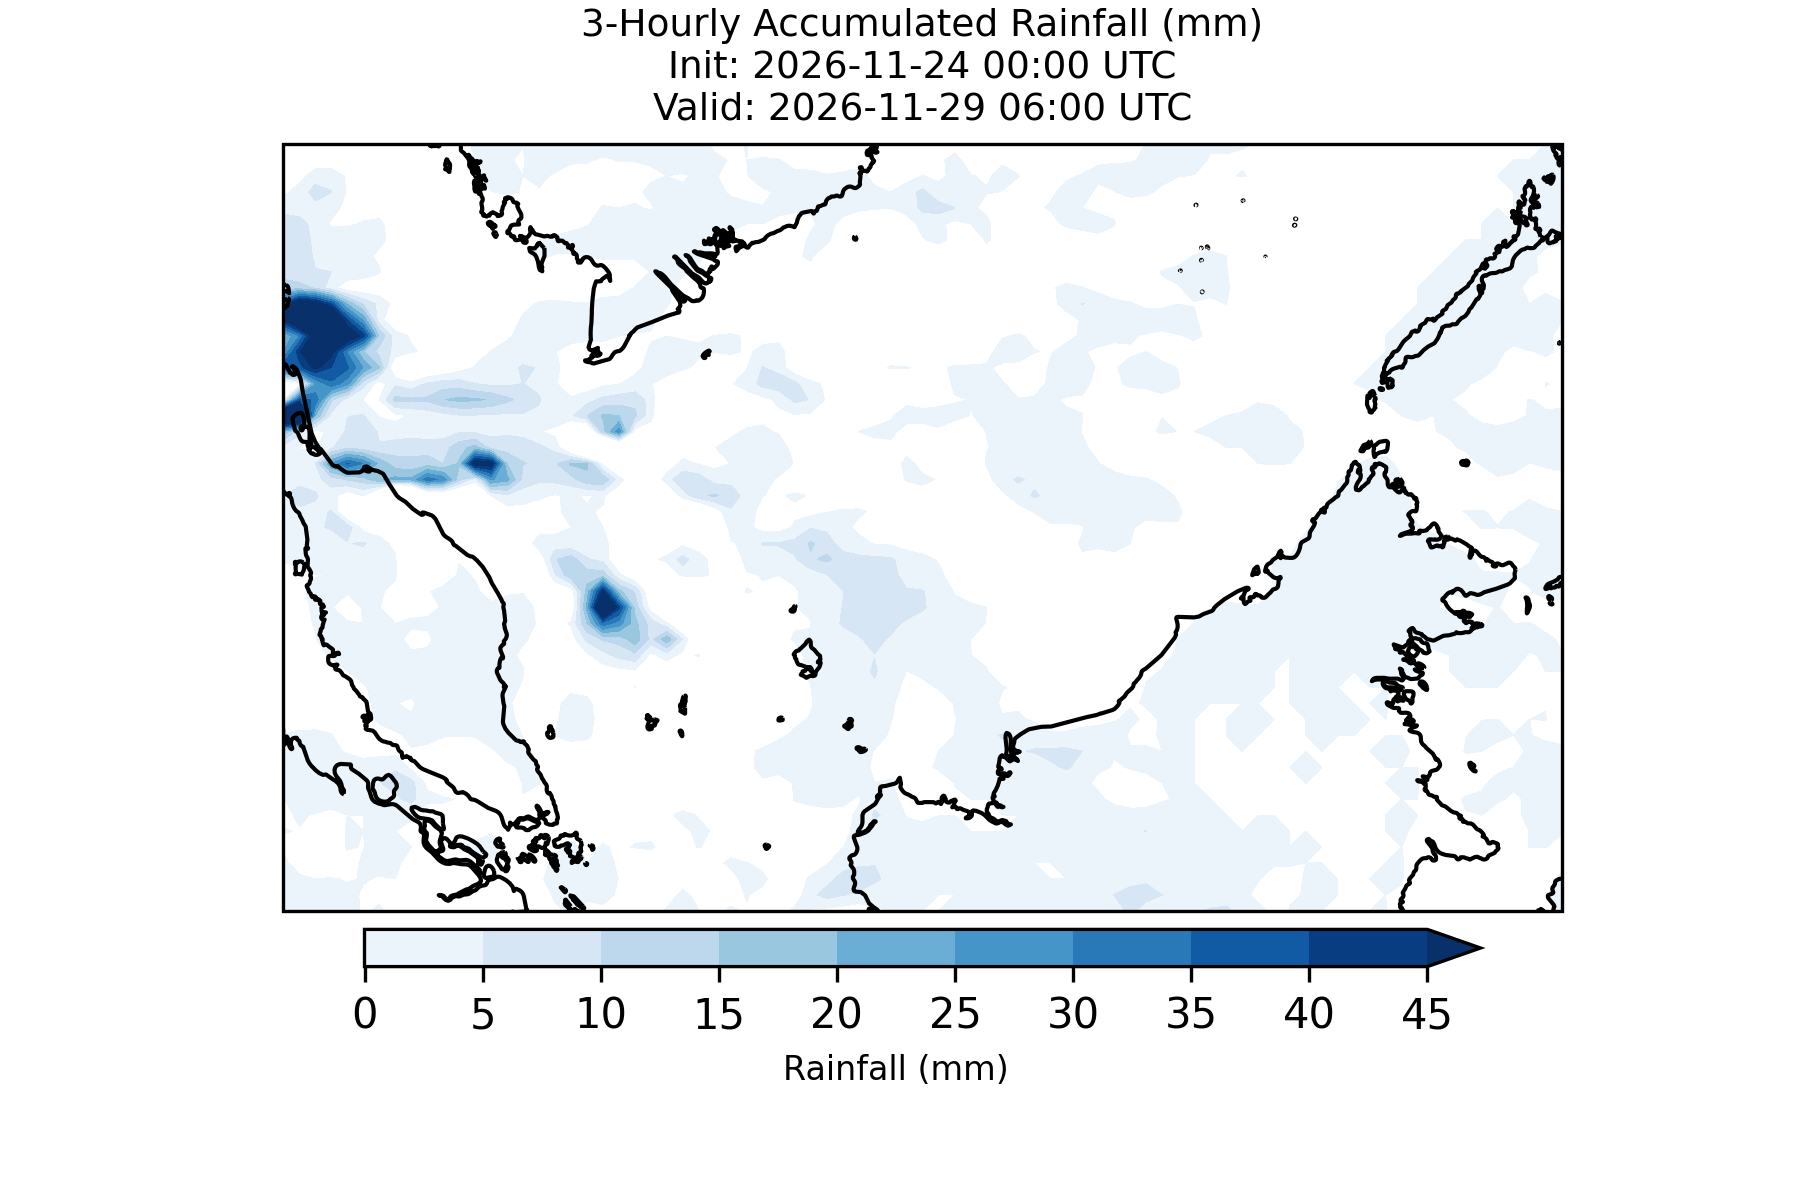 3-Hourly Accumulated Rainfall (mm)
Init: 2026-11-24 00:00 UTC
Valid: 2026-11-29 06:00 UTC
0 5 10 15 20 25 30 35 40 45
Rainfall (mm)